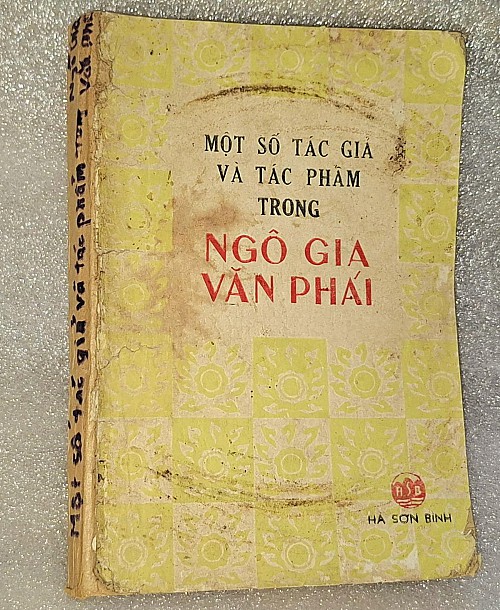 MỘT SỐ TÁC GIẢ
VÀ TÁC PHẨM
TRONG
NGÔ GIA
VĂN PHÁI
HSB
HÀ SƠN BÌNH
Một số tác giả và tác phẩm trong